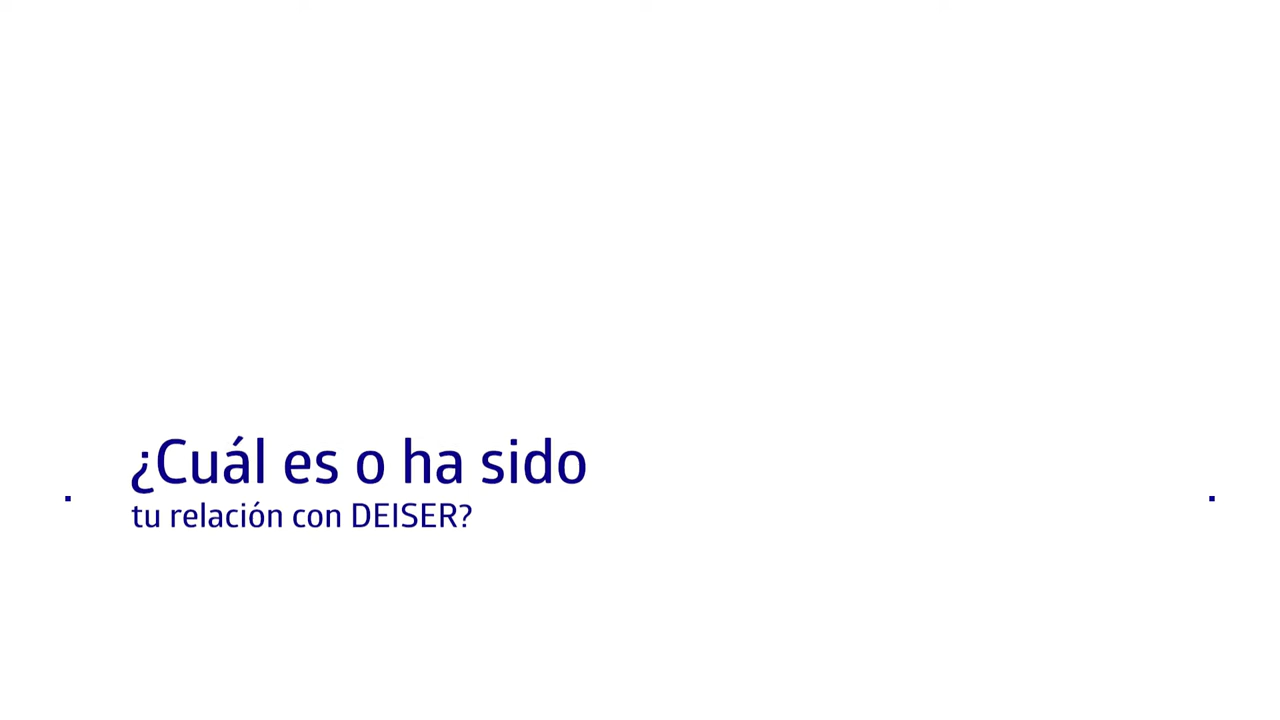 ¿Cuál es o ha sido
tu relación con DEISER?